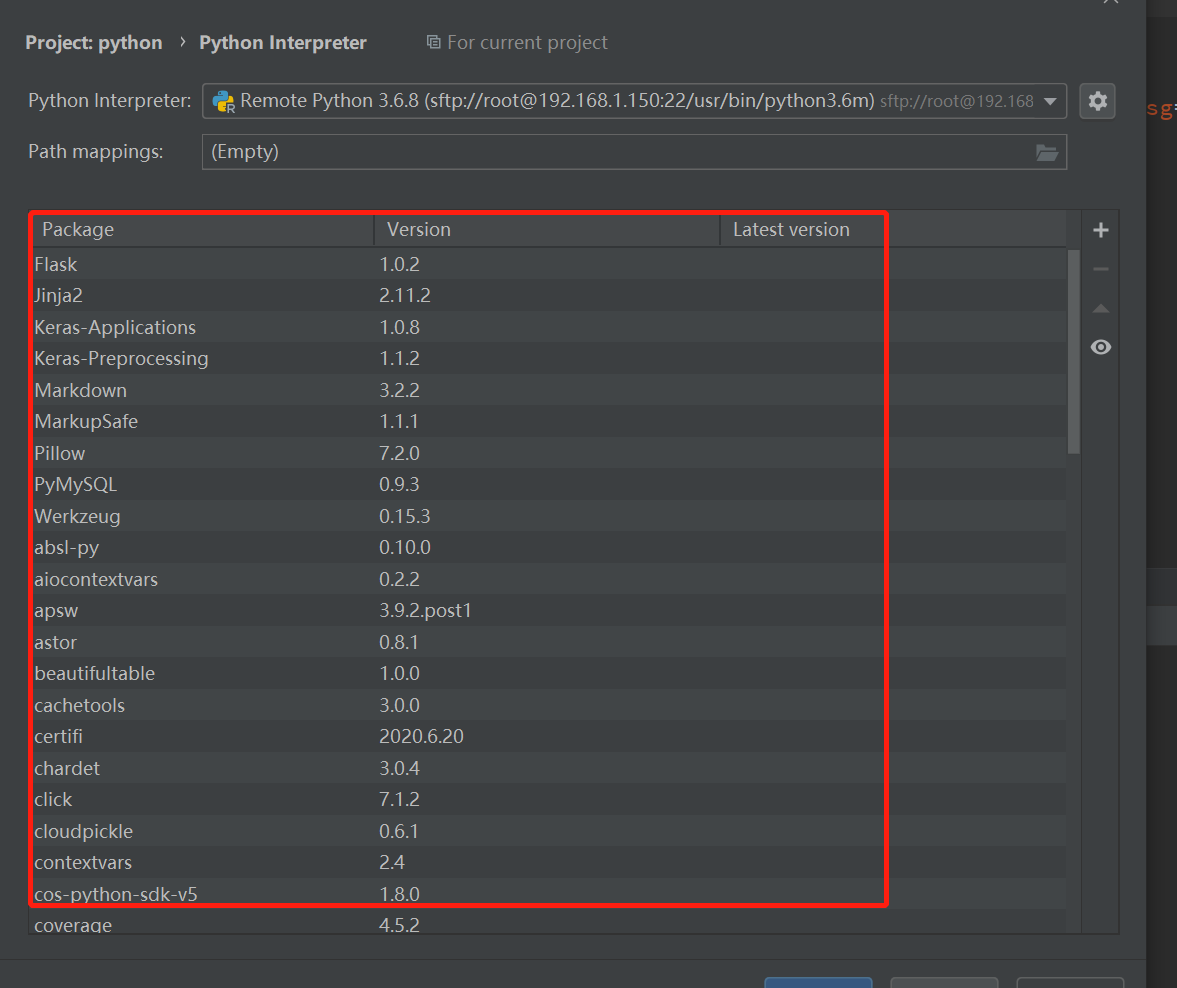 Project: python › Python Interpreter For current project
Python Interpreter: Remote Python 3.6.8 (sftp://root@192.168.1.150:22/usr/bin/python3.6m) sftp://root@192.168
sg=
Path mappings: (Empty)
Package Version Latest version
Flask 1.0.2
Jinja2 2.11.2
Keras-Applications 1.0.8
Keras-Preprocessing 1.1.2
Markdown 3.2.2
MarkupSafe 1.1.1
Pillow 7.2.0
PyMySQL 0.9.3
Werkzeug 0.15.3
absl-py 0.10.0
aiocontextvars 0.2.2
apsw 3.9.2.post1
astor 0.8.1
beautifultable 1.0.0
cachetools 3.0.0
certifi 2020.6.20
chardet 3.0.4
click 7.1.2
cloudpickle 0.6.1
contextvars 2.4
cos-python-sdk-v5 1.8.0
coverage 4.5.2